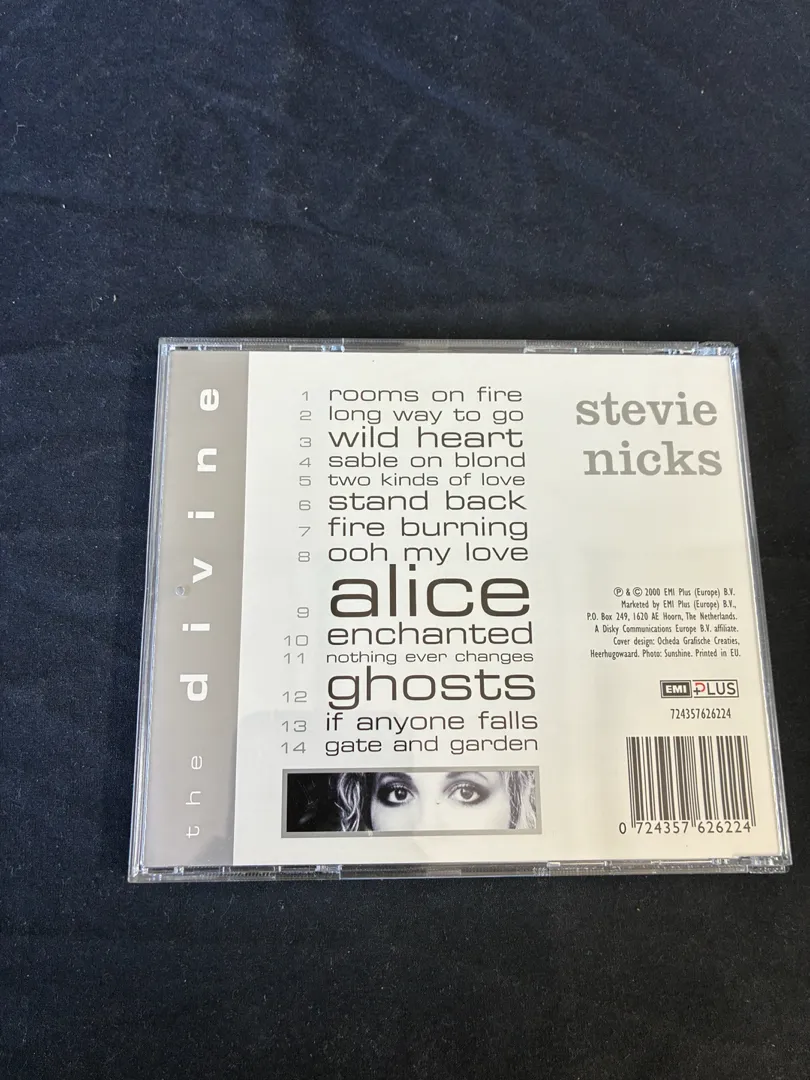 the divine
1 rooms on fire
2 long way to go
3 wild heart
4 sable on blond
5 two kinds of love
6 stand back
7 fire burning
8 ooh my love
9 alice
10 enchanted
11 nothing ever changes
12 ghosts
13 if anyone falls
14 gate and garden
stevie
nicks
℗ & © 2000 EMI Plus (Europe) B.V.
Marketed by EMI Plus (Europe) B.V.,
P.O. Box 249, 1620 AE Hoorn, The Netherlands.
A Disky Communications Europe B.V. affiliate.
Cover design: Ocheda Grafische Creaties,
Heerhugowaard. Photo: Sunshine. Printed in EU.
EMI PLUS
724357626224
0 724357 626224